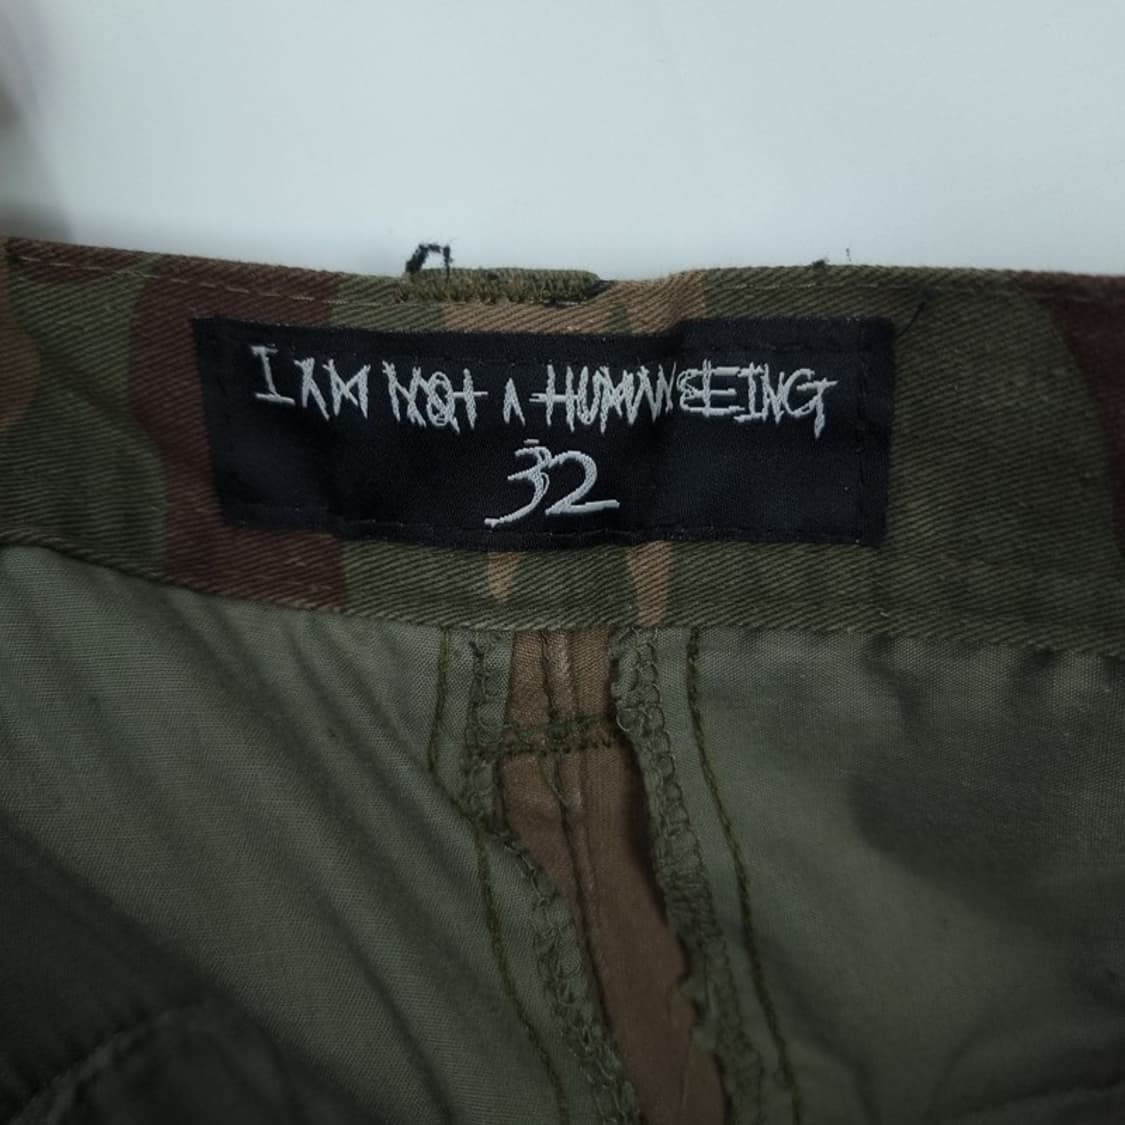 I AM NOT A HUMAN BEING
32